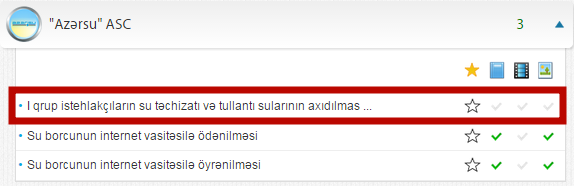 "Azərsu" ASC 3
• I qrup istehlakçıların su təchizatı və tullantı sularının axıdılmas ...
• Su borcunun internet vasitəsilə ödənilməsi
• Su borcunun internet vasitəsilə öyrənilməsi